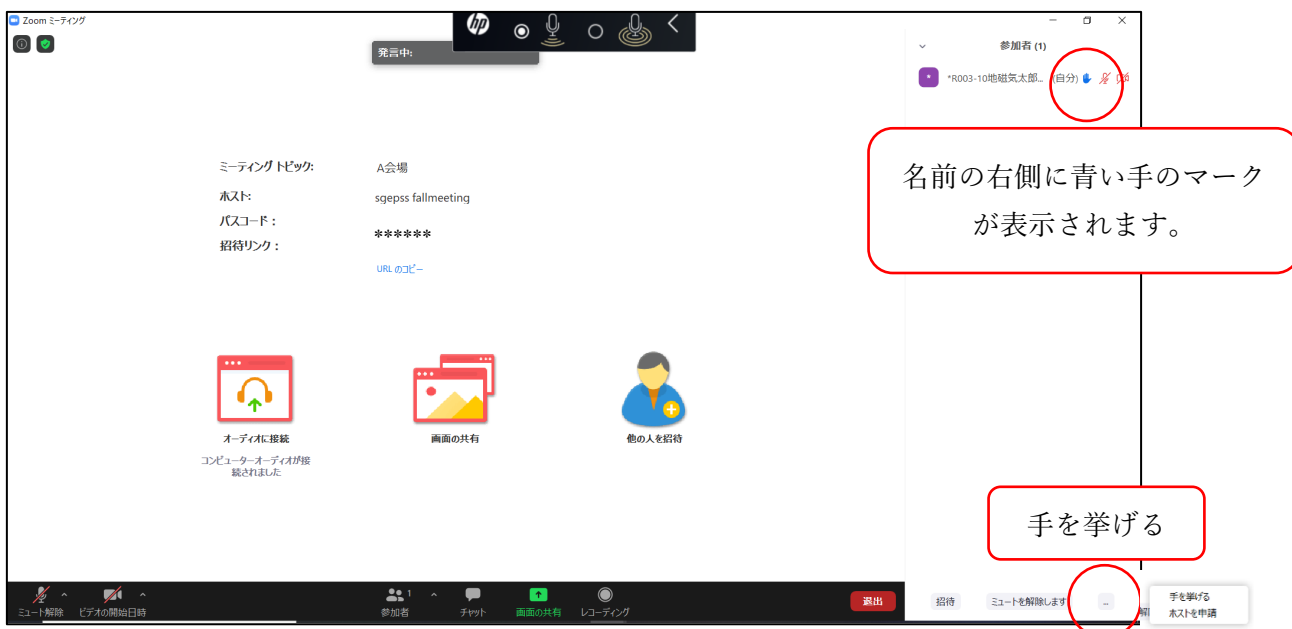 Zoom ミーティング
hp
発言中:
参加者 (1)
*R003-10地磁気太郎... (自分)
名前の右側に青い手のマーク
が表示されます。
ミーティング トピック:
A会場
ホスト:
sgepss fallmeeting
パスコード：
******
招待リンク：
URL のコピー
オーディオに接続
コンピューターオーディオが接
続されました
画面の共有
他の人を招待
手を挙げる
ミュート解除
ビデオの開始日時
1
参加者
チャット
画面の共有
レコーディング
退出
招待
ミュートを解除します
...
手を挙げる
ホストを申請